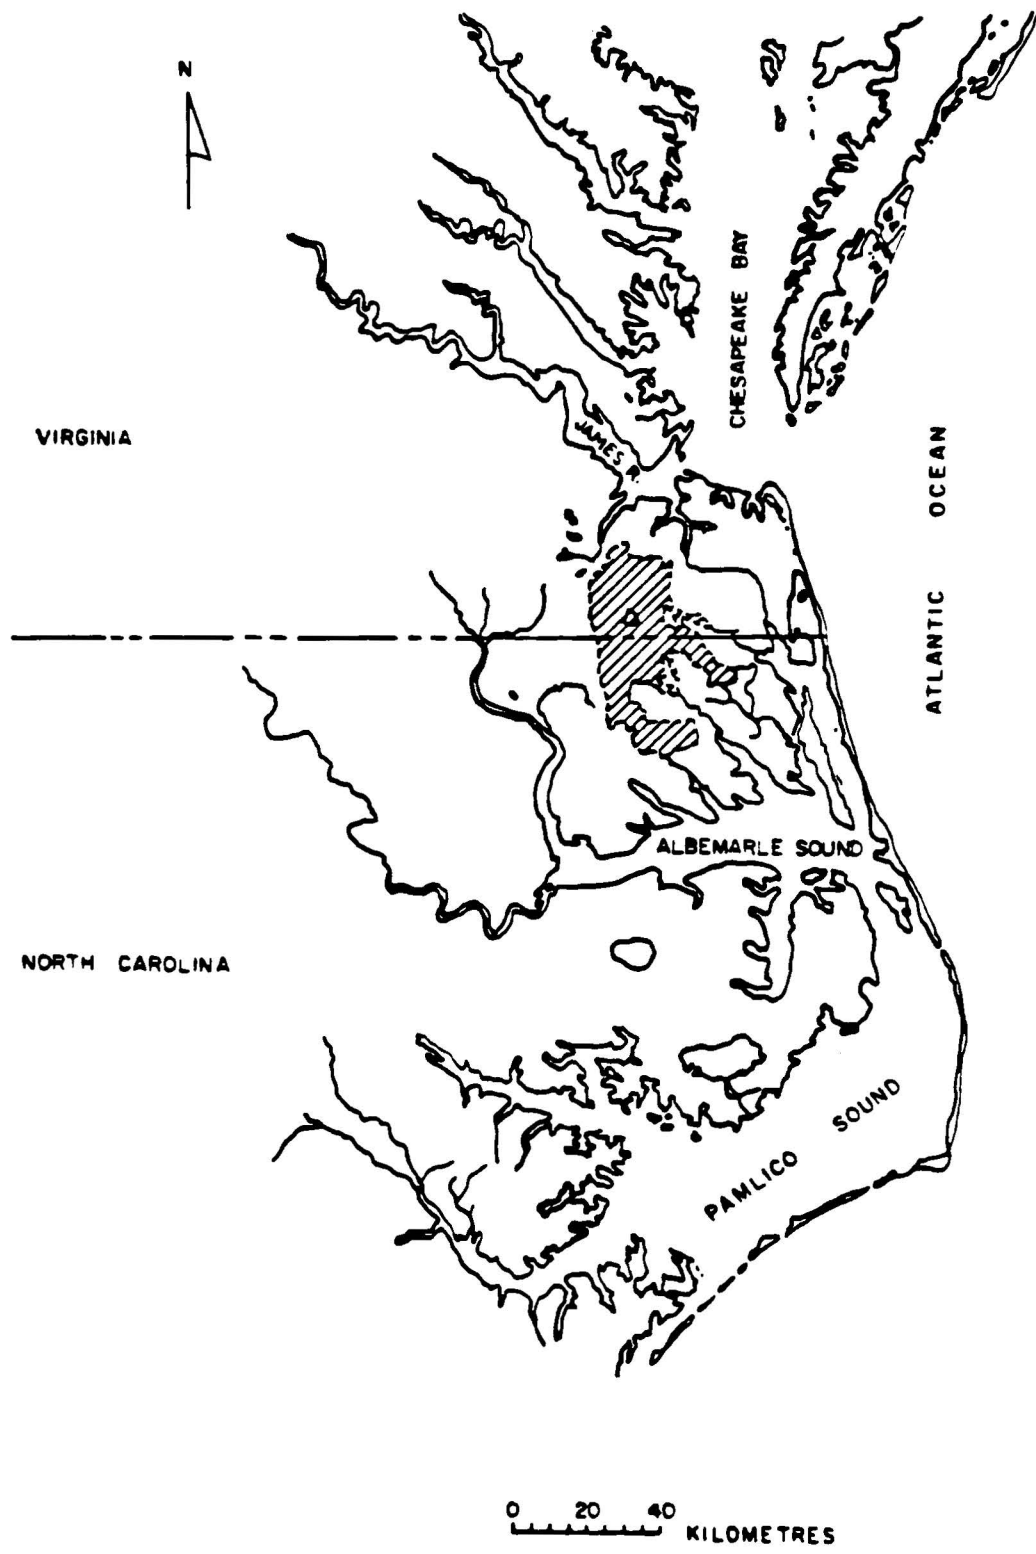 N
CHESAPEAKE BAY
VIRGINIA
JAMES R.
ATLANTIC OCEAN
ALBEMARLE SOUND
NORTH CAROLINA
PAMLICO SOUND
0 20 40
KILOMETRES